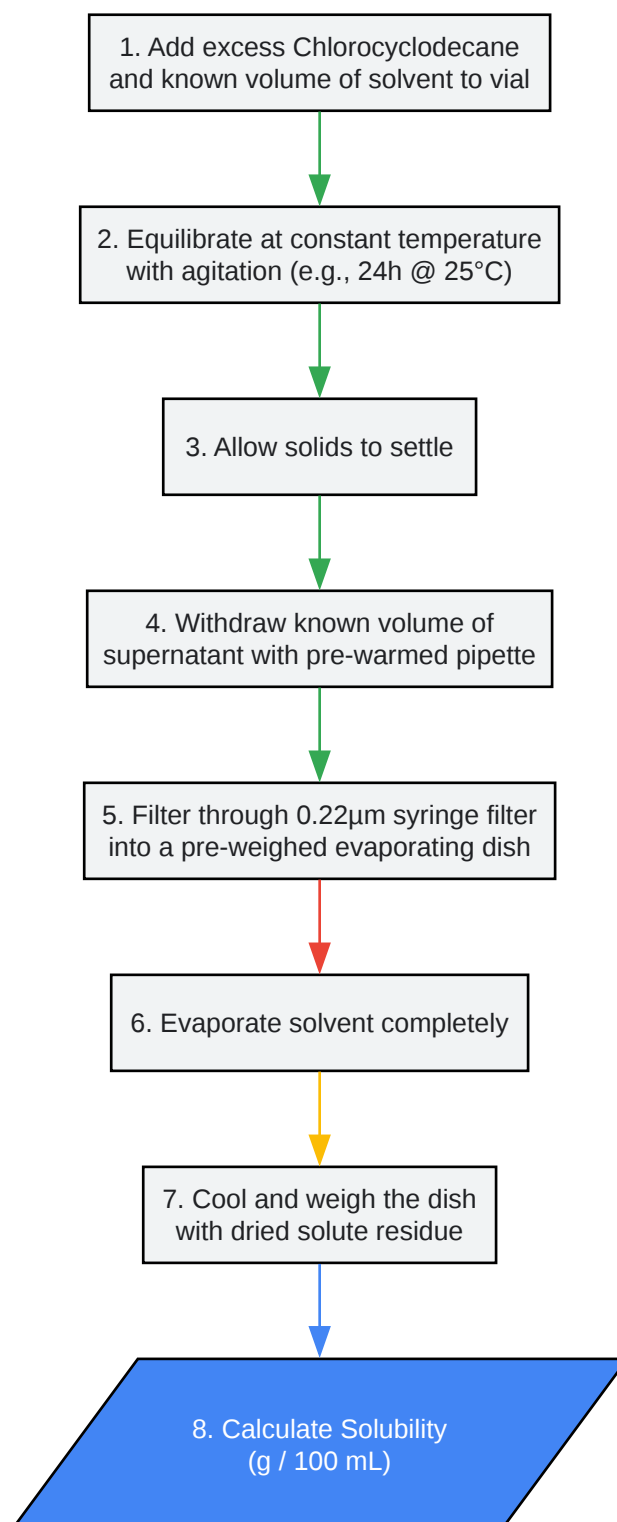 1. Add excess Chlorocyclodecane
and known volume of solvent to vial
2. Equilibrate at constant temperature
with agitation (e.g., 24h @ 25°C)
3. Allow solids to settle
4. Withdraw known volume of
supernatant with pre-warmed pipette
5. Filter through 0.22µm syringe filter
into a pre-weighed evaporating dish
6. Evaporate solvent completely
7. Cool and weigh the dish
with dried solute residue
8. Calculate Solubility
(g / 100 mL)